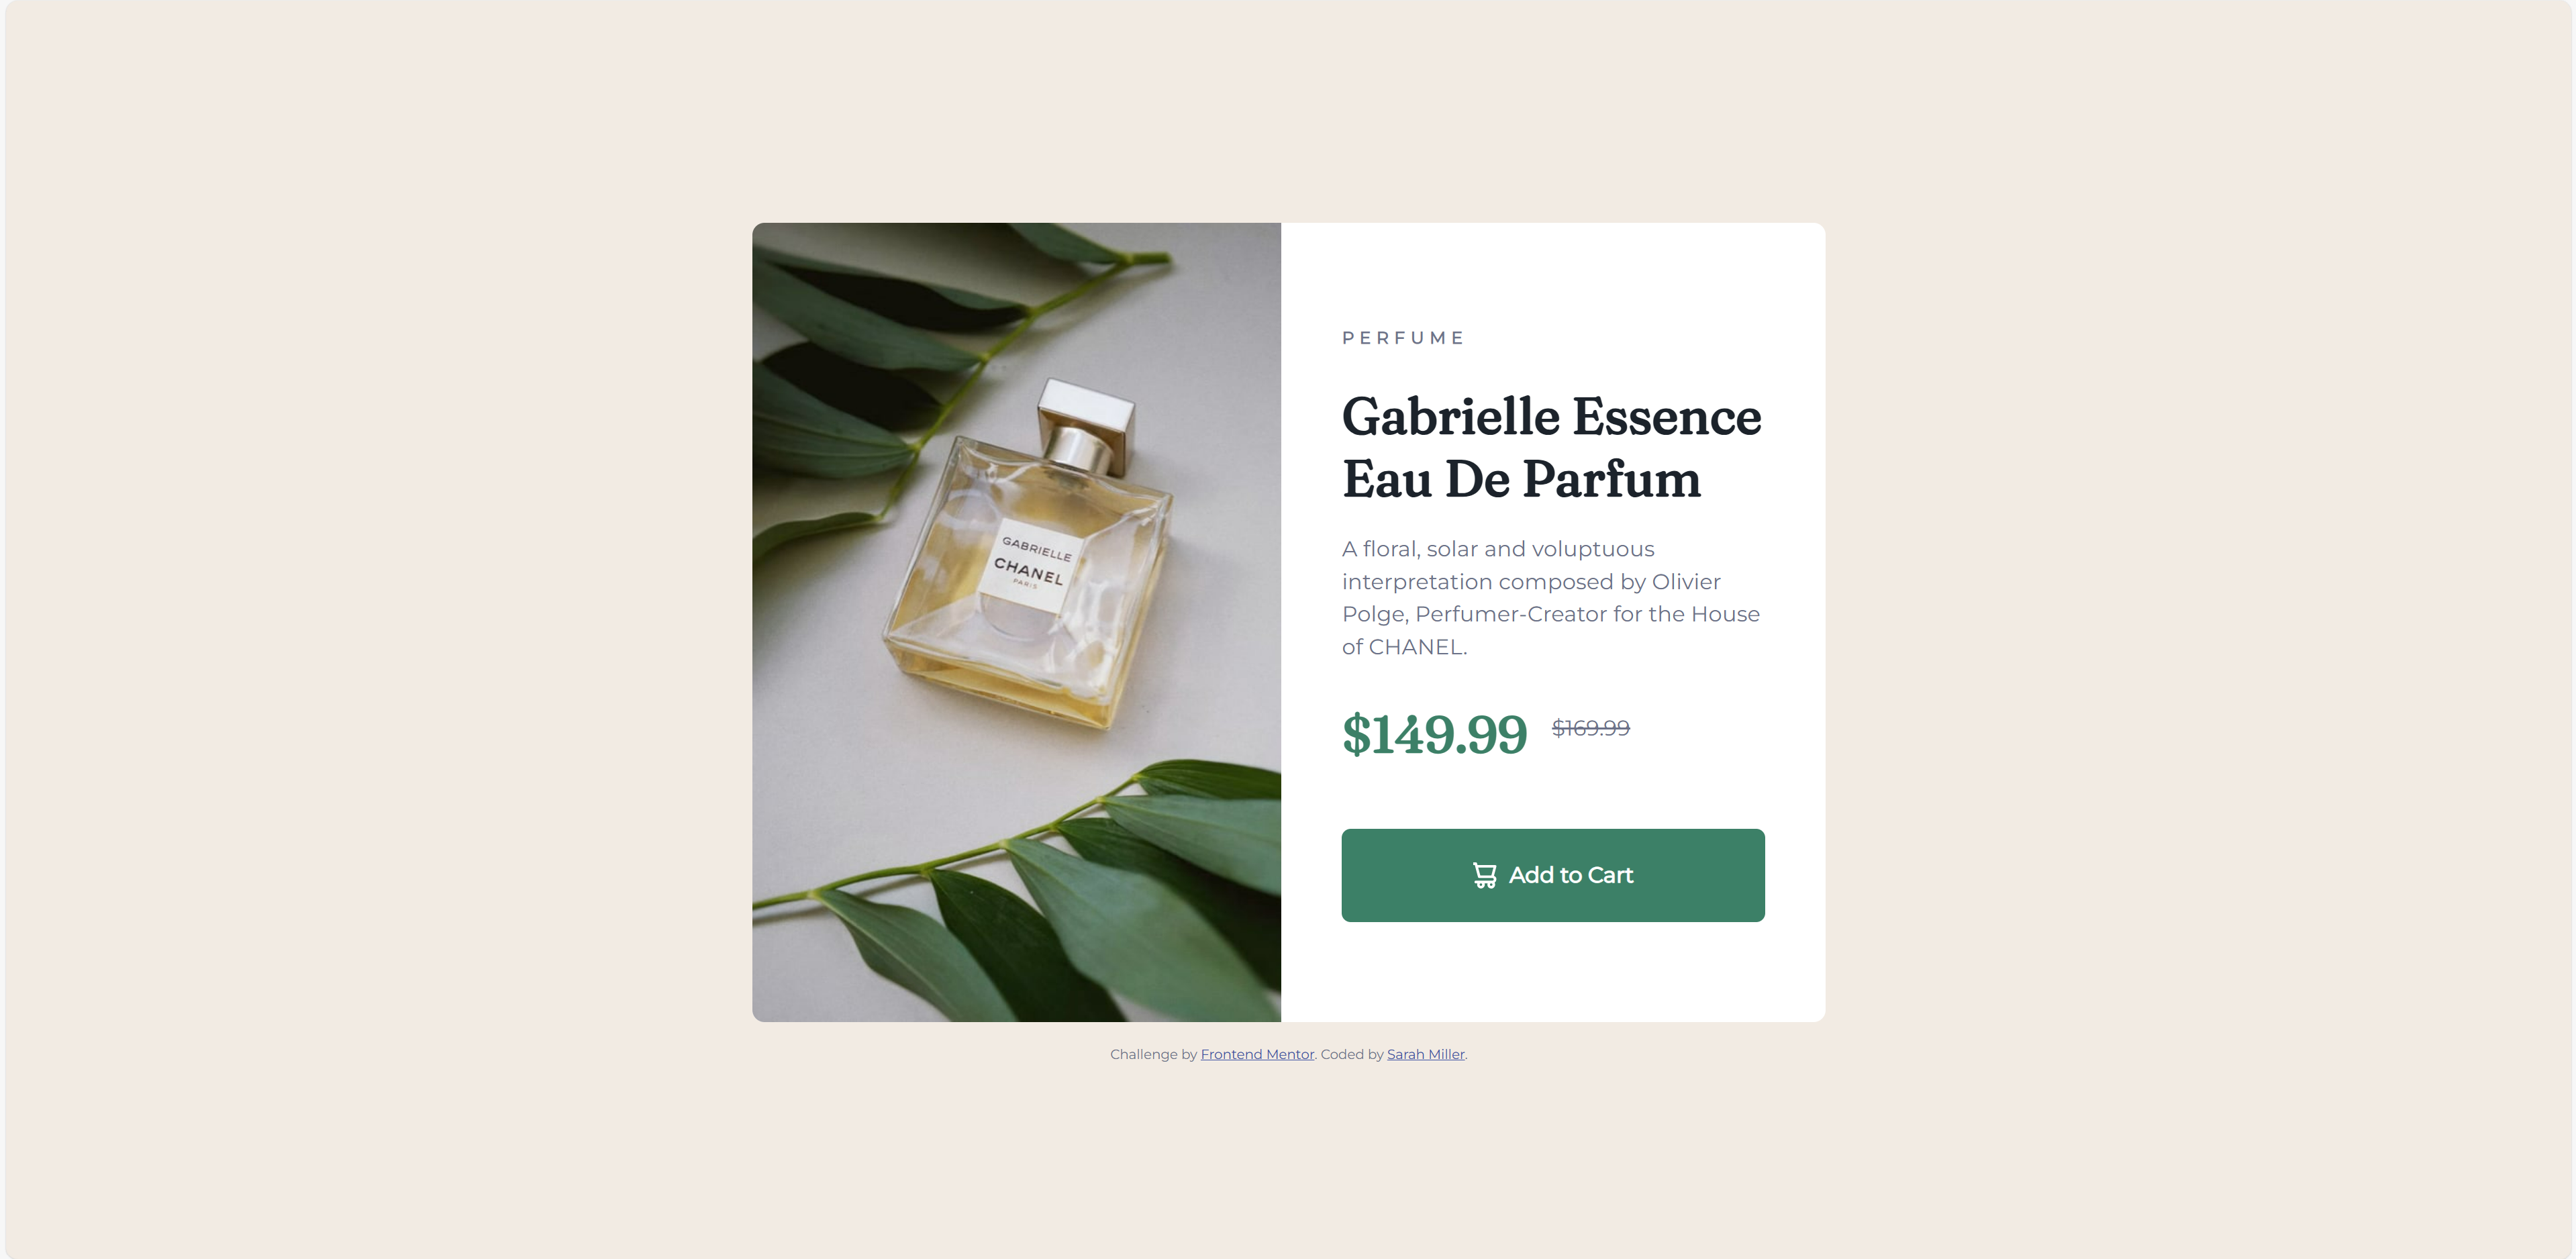 GABRIELLE
CHANEL
PARIS
PERFUME
Gabrielle Essence
Eau De Parfum
A floral, solar and voluptuous
interpretation composed by Olivier
Polge, Perfumer-Creator for the House
of CHANEL.
$149.99 $169.99
Add to Cart
Challenge by Frontend Mentor. Coded by Sarah Miller.